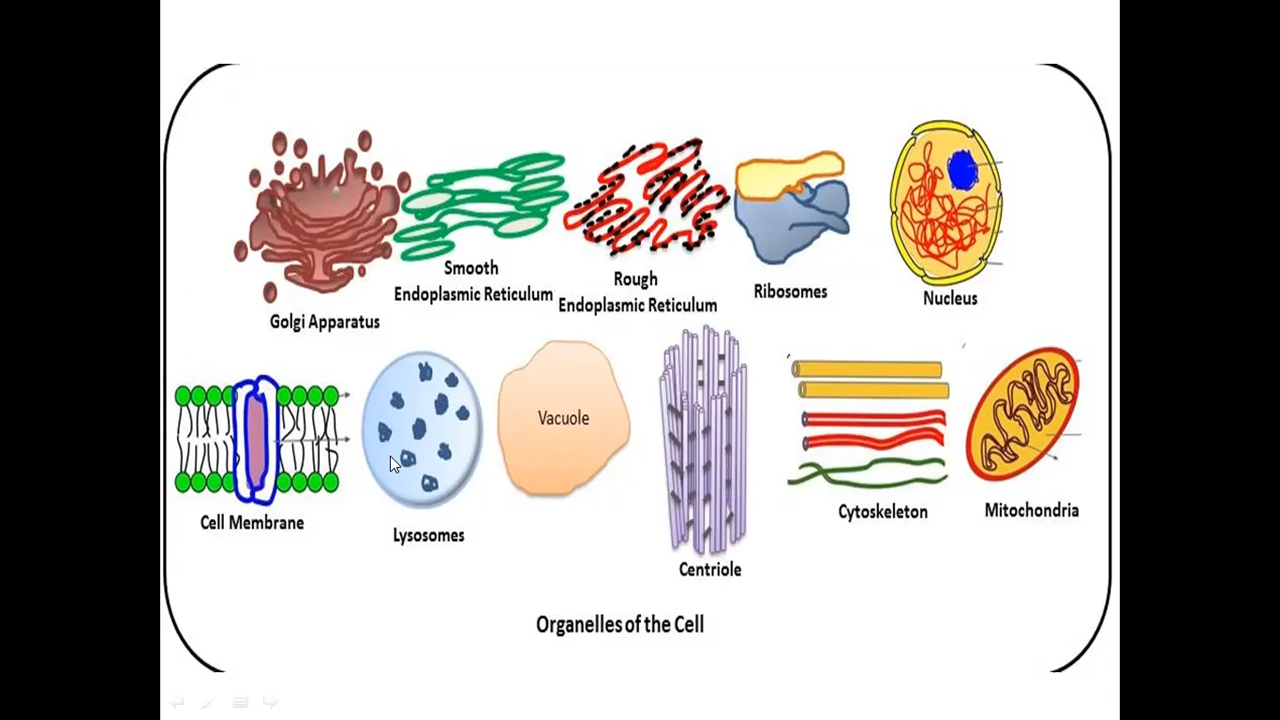 Golgi Apparatus
Smooth
Endoplasmic Reticulum
Rough
Endoplasmic Reticulum
Ribosomes
Nucleus
Cell Membrane
Lysosomes
Vacuole
Centriole
Cytoskeleton
Mitochondria
Organelles of the Cell